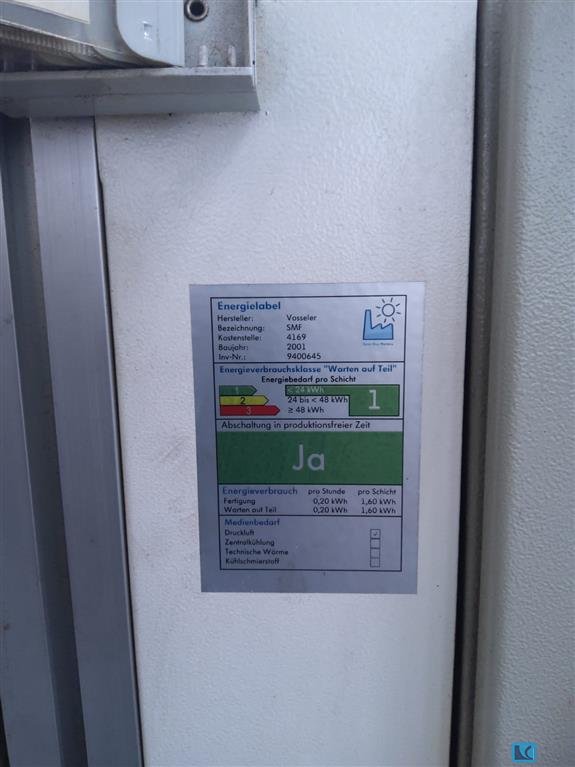 Energielabel
Hersteller: Vosseler
Bezeichnung: SMF
Kostenstelle: 4169
Baujahr: 2001
Inv-Nr.: 9400645
Energieverbrauchsklasse "Warten auf Teil"
Energiebedarf pro Schicht
1 < 24 kWh
2 24 bis < 48 kWh
3 ≥ 48 kWh
1
Abschaltung in produktionsfreier Zeit
Ja
Energieverbrauch pro Stunde pro Schicht
Fertigung 0,20 kWh 1,60 kWh
Warten auf Teil 0,20 kWh 1,60 kWh
Medienbedarf
Druckluft ✓
Zentralkühlung
Technische Wärme
Kühlschmierstoff